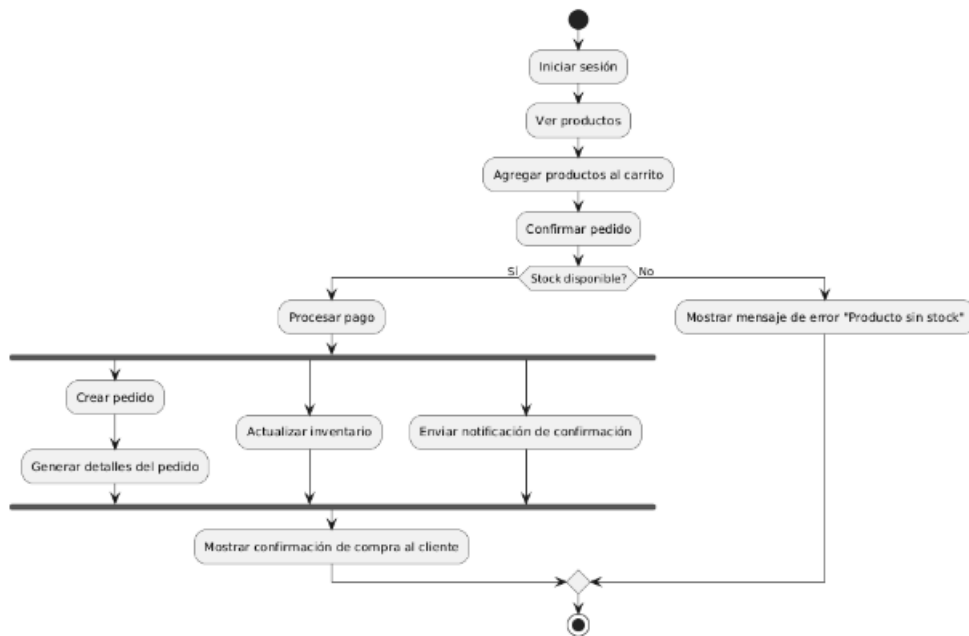 Iniciar sesión
Ver productos
Agregar productos al carrito
Confirmar pedido
Sí
Stock disponible?
No
Procesar pago
Mostrar mensaje de error "Producto sin stock"
Crear pedido
Actualizar inventario
Enviar notificación de confirmación
Generar detalles del pedido
Mostrar confirmación de compra al cliente